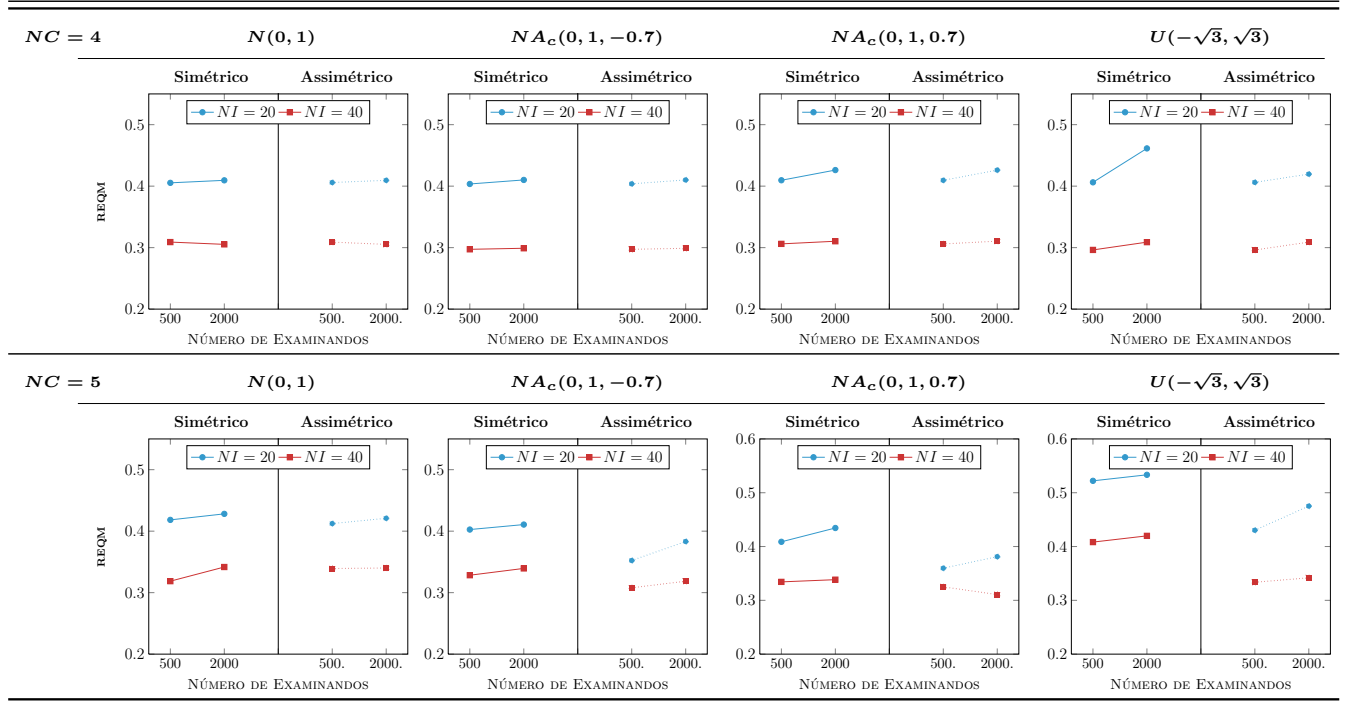 NC = 4 N(0, 1) NA_c(0, 1, −0.7) NA_c(0, 1, 0.7) U(−√3, √3)
Simétrico Assimétrico Simétrico Assimétrico Simétrico Assimétrico Simétrico Assimétrico
NI = 20 NI = 40 NI = 20 NI = 40 NI = 20 NI = 40 NI = 20 NI = 40
0.5 0.5 0.5 0.5
0.4 0.4 0.4 0.4
REQM
0.3 0.3 0.3 0.3
0.2 0.2 0.2 0.2
500 2000 500. 2000. 500 2000 500. 2000. 500 2000 500. 2000. 500 2000 500. 2000.
Número de Examinandos Número de Examinandos Número de Examinandos Número de Examinandos
NC = 5 N(0, 1) NA_c(0, 1, −0.7) NA_c(0, 1, 0.7) U(−√3, √3)
Simétrico Assimétrico Simétrico Assimétrico Simétrico Assimétrico Simétrico Assimétrico
0.6 0.6
NI = 20 NI = 40 NI = 20 NI = 40 NI = 20 NI = 40 NI = 20 NI = 40
0.5 0.5 0.5 0.5
0.4 0.4 0.4 0.4
REQM
0.3 0.3 0.3 0.3
0.2 0.2 0.2 0.2
500 2000 500. 2000. 500 2000 500. 2000. 500 2000 500. 2000. 500 2000 500. 2000.
Número de Examinandos Número de Examinandos Número de Examinandos Número de Examinandos